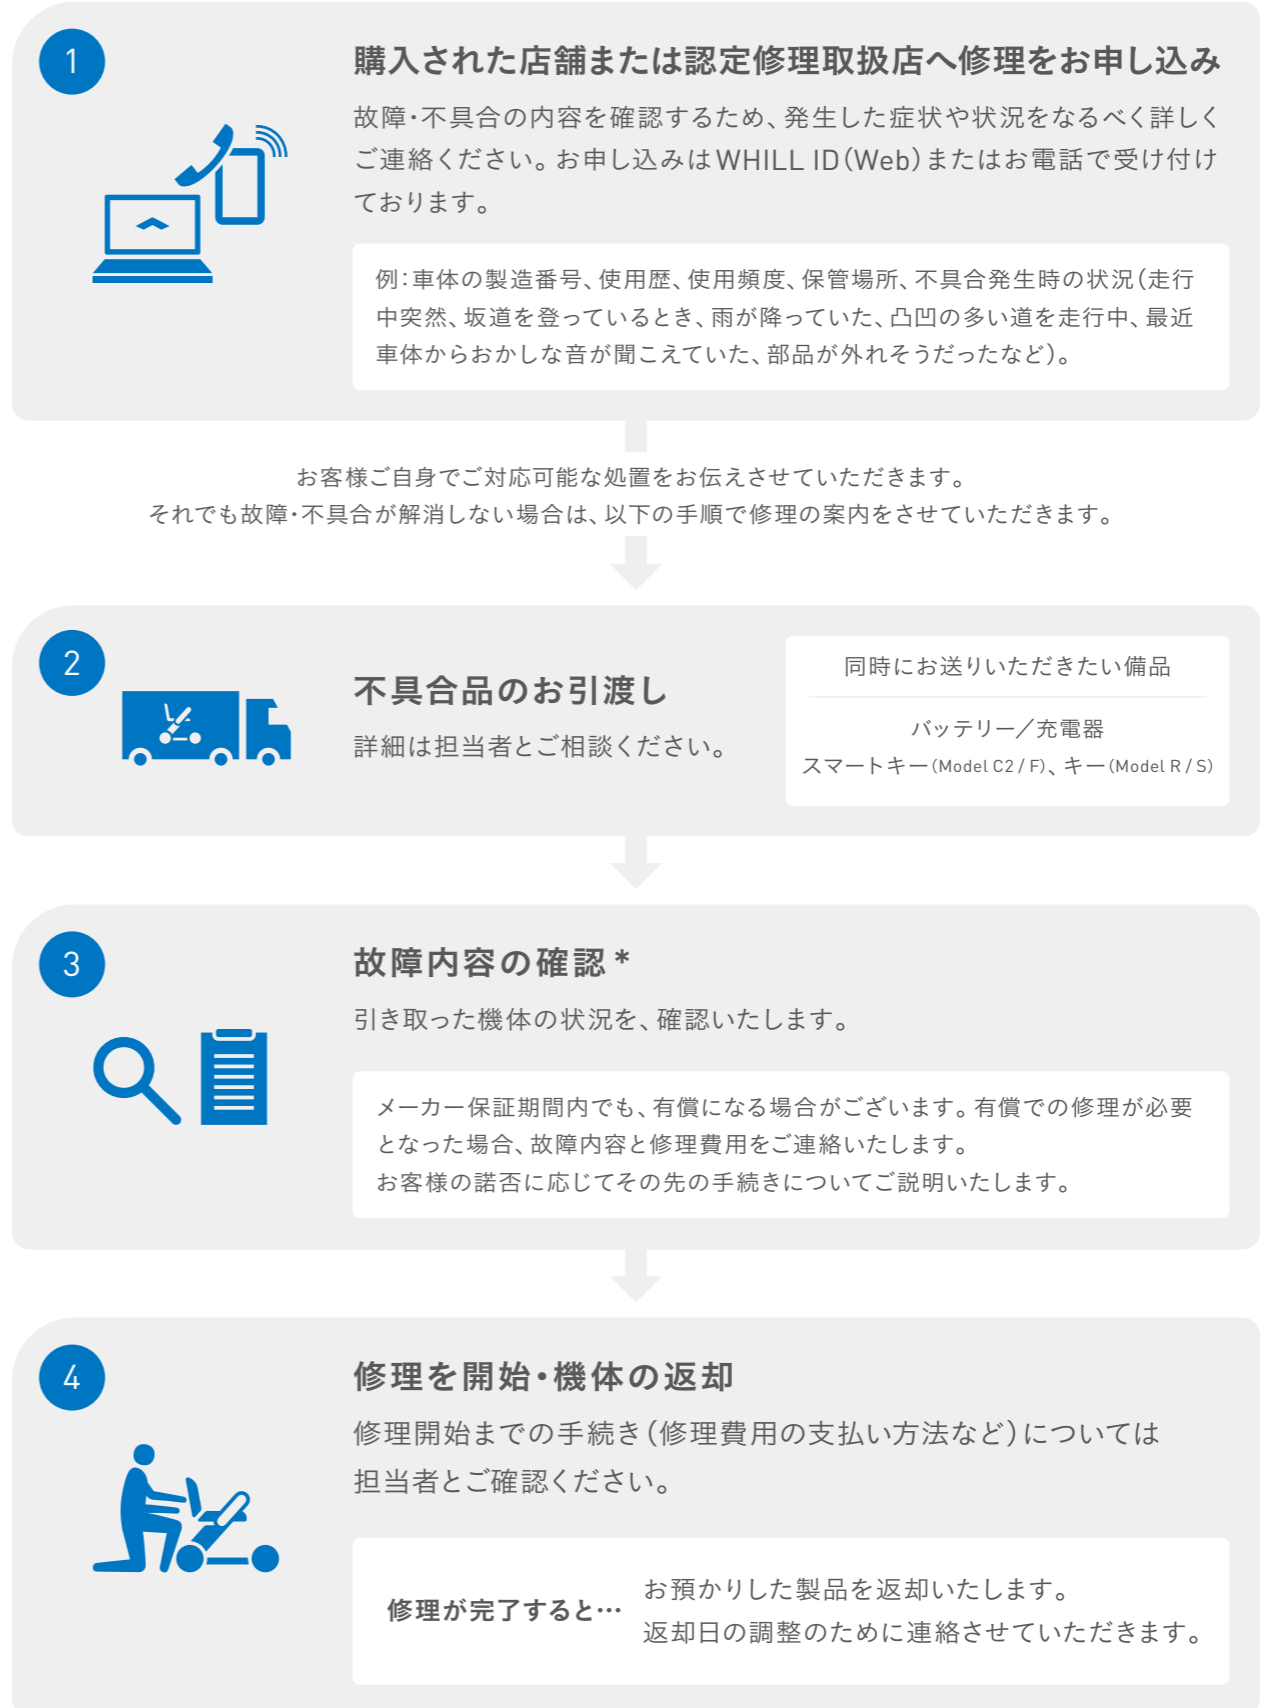 1
購入された店舗または認定修理取扱店へ修理をお申し込み
故障・不具合の内容を確認するため、発生した症状や状況をなるべく詳しく
ご連絡ください。お申し込みはWHILL ID（Web）またはお電話で受け付け
ております。
例：車体の製造番号、使用歴、使用頻度、保管場所、不具合発生時の状況（走行
中突然、坂道を登っているとき、雨が降っていた、凸凹の多い道を走行中、最近
車体からおかしな音が聞こえていた、部品が外れそうだったなど）。
お客様ご自身でご対応可能な処置をお伝えさせていただきます。
それでも故障・不具合が解消しない場合は、以下の手順で修理の案内をさせていただきます。
2
不具合品のお引渡し
詳細は担当者とご相談ください。
同時にお送りいただきたい備品
バッテリー／充電器
スマートキー（Model C2 / F）、キー（Model R / S）
3
故障内容の確認*
引き取った機体の状況を、確認いたします。
メーカー保証期間内でも、有償になる場合がございます。有償での修理が必要
となった場合、故障内容と修理費用をご連絡いたします。
お客様の諾否に応じてその先の手続きについてご説明いたします。
4
修理を開始・機体の返却
修理開始までの手続き（修理費用の支払い方法など）については
担当者とご確認ください。
修理が完了すると…
お預かりした製品を返却いたします。
返却日の調整のために連絡させていただきます。